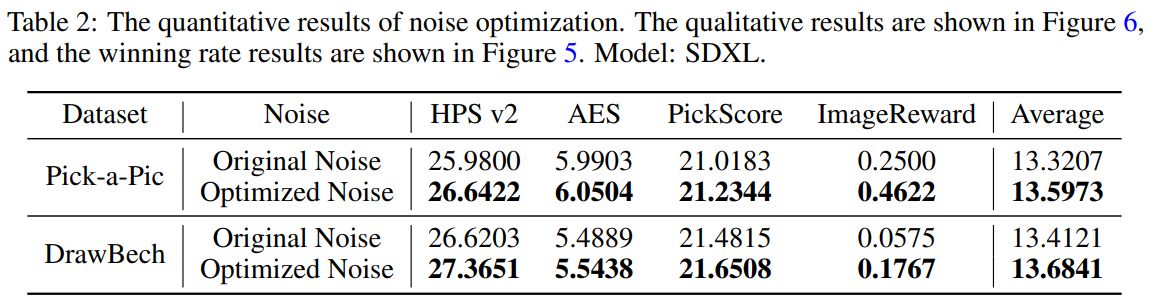 Table 2: The quantitative results of noise optimization. The qualitative results are shown in Figure 6,
and the winning rate results are shown in Figure 5. Model: SDXL.
Dataset Noise HPS v2 AES PickScore ImageReward Average
Pick-a-Pic
Original Noise 25.9800 5.9903 21.0183 0.2500 13.3207
Optimized Noise 26.6422 6.0504 21.2344 0.4622 13.5973
DrawBech
Original Noise 26.6203 5.4889 21.4815 0.0575 13.4121
Optimized Noise 27.3651 5.5438 21.6508 0.1767 13.6841